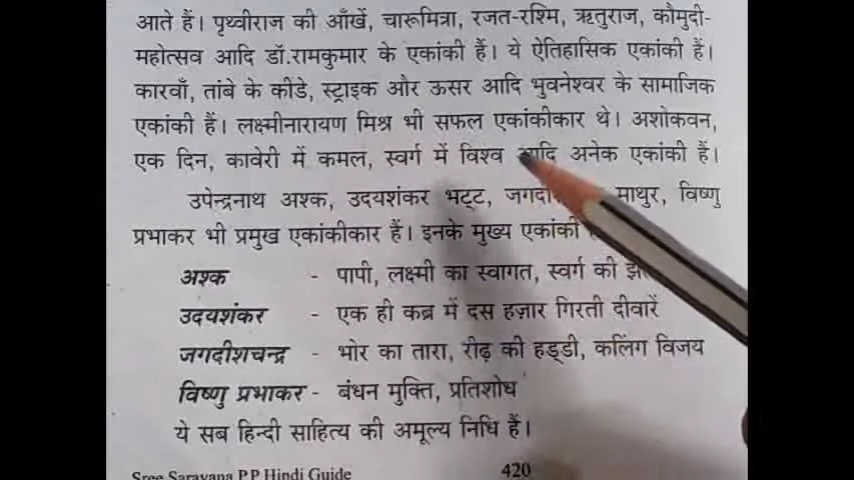 आते हैं। पृथ्वीराज की आँखें, चारूमित्रा, रजत-रश्मि, ऋतुराज, कौमुदी-
महोत्सव आदि डॉ.रामकुमार के एकांकी हैं। ये ऐतिहासिक एकांकी हैं।
कारवाँ, तांबे के कीडे, स्ट्राइक और ऊसर आदि भुवनेश्वर के सामाजिक
एकांकी हैं। लक्ष्मीनारायण मिश्र भी सफल एकांकीकार थे। अशोकवन,
एक दिन, कावेरी में कमल, स्वर्ग में विश्व आदि अनेक एकांकी हैं।
उपेन्द्रनाथ अश्क, उदयशंकर भट्ट, माथुर, विष्णु
प्रभाकर भी प्रमुख एकांकीकार हैं। इनके मुख्य एकांकी
अश्क - पापी, लक्ष्मी का स्वागत, स्वर्ग की
उदयशंकर - एक ही कब्र में दस हज़ार गिरती दीवारें
जगदीशचन्द्र - भोर का तारा, रीढ़ की हड्डी, कलिंग विजय
विष्णु प्रभाकर - बंधन मुक्ति, प्रतिशोध
ये सब हिन्दी साहित्य की अमूल्य निधि हैं।
Sree Saravana P.P Hindi Guide 420